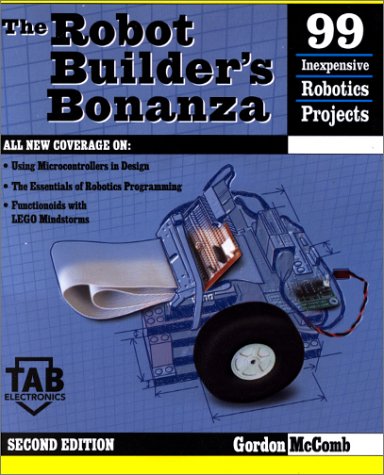 The Robot
Builder's
Bonanza
99
Inexpensive
Robotics
Projects
ALL NEW COVERAGE ON:
• Using Microcontrollers in Design
• The Essentials of Robotics Programming
• Functionoids with
LEGO Mindstorms
TAB
ELECTRONICS
SECOND EDITION
Gordon McComb